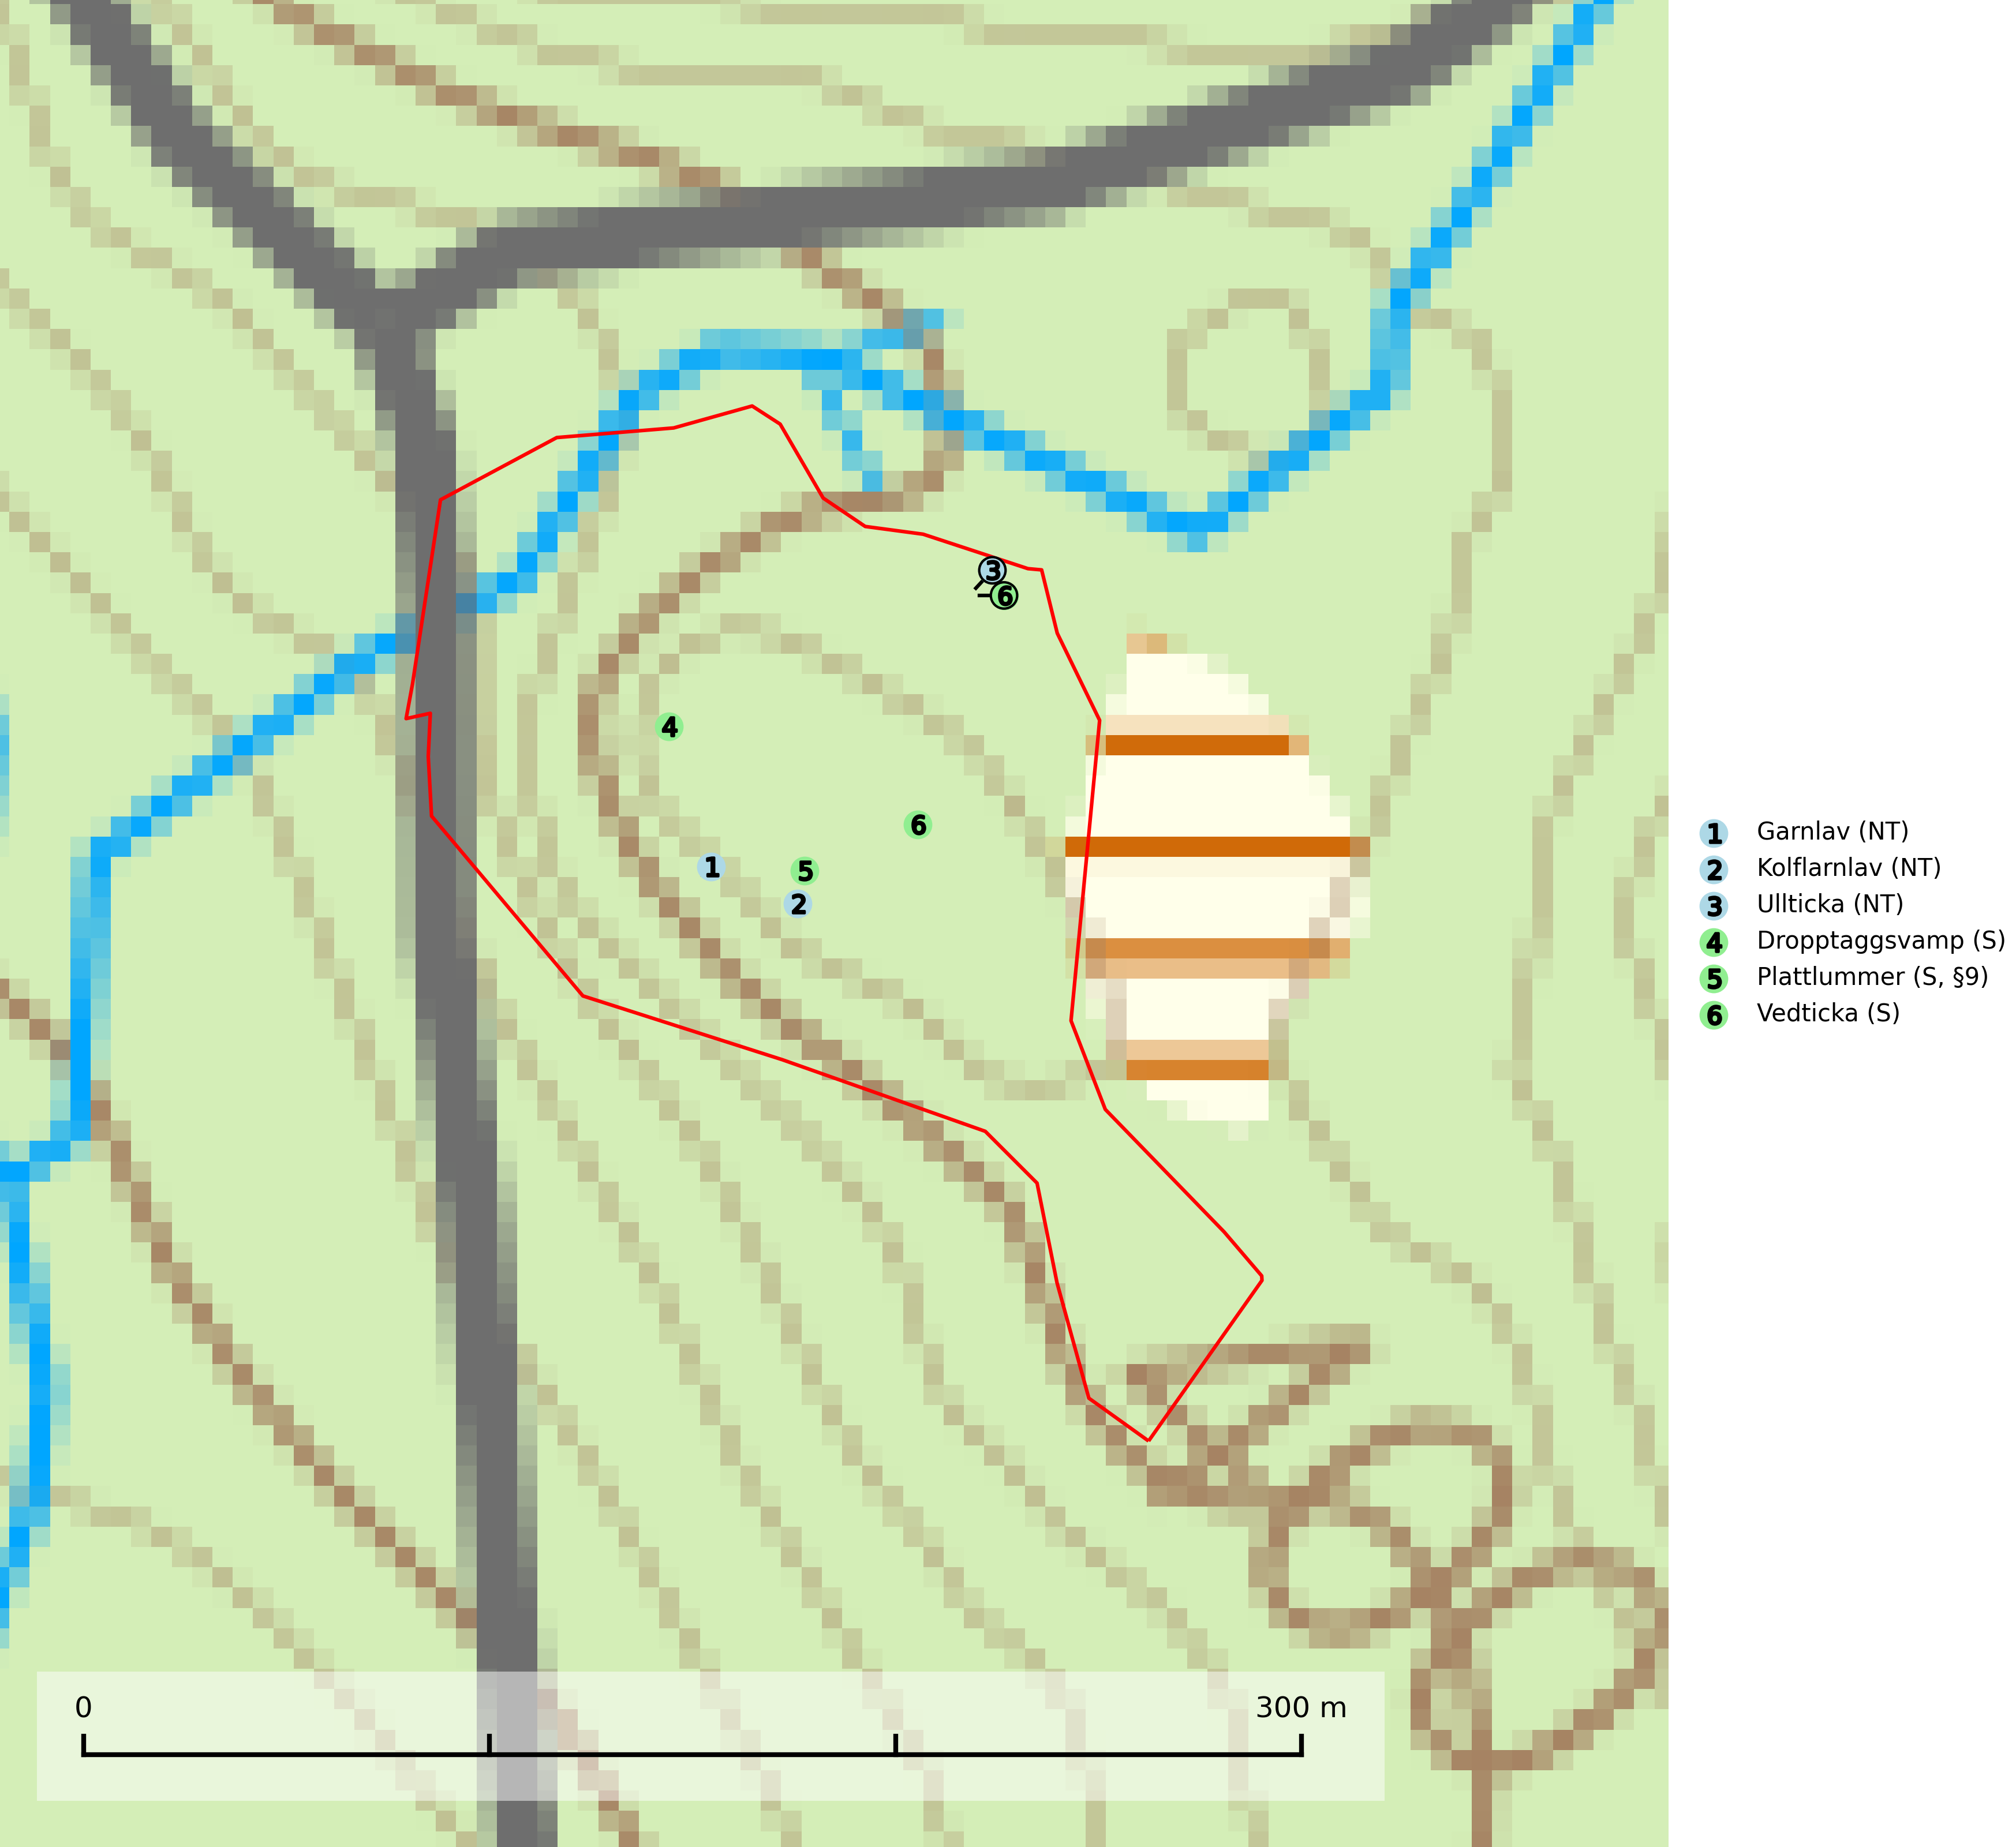 3
6
4
6
1
5
2
1 Garnlav (NT)
2 Kolflarnlav (NT)
3 Ullticka (NT)
4 Dropptaggsvamp (S)
5 Plattlummer (S, §9)
6 Vedticka (S)
0 300 m